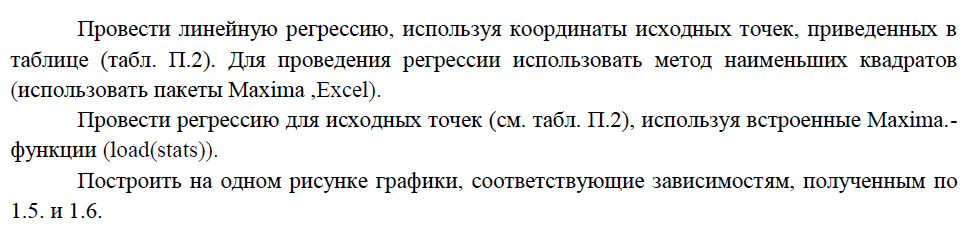 Провести линейную регрессию, используя координаты исходных точек, приведенных в
таблице (табл. П.2). Для проведения регрессии использовать метод наименьших квадратов
(использовать пакеты Maxima ,Excel).
Провести регрессию для исходных точек (см. табл. П.2), используя встроенные Maxima.-
функции (load(stats)).
Построить на одном рисунке графики, соответствующие зависимостям, полученным по
1.5. и 1.6.